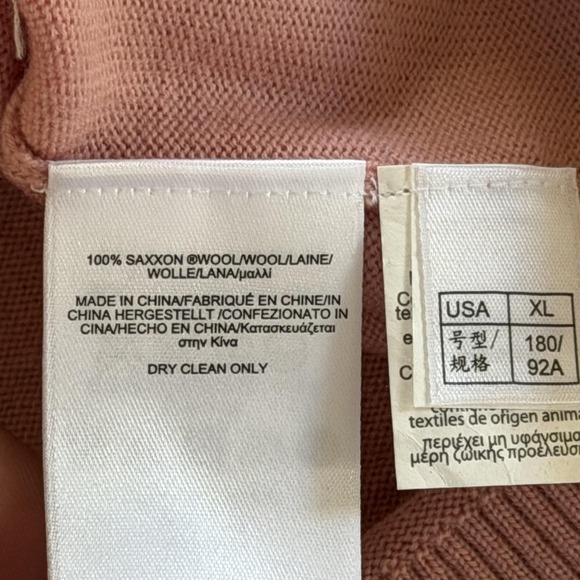 100% SAXXON ®WOOL/WOOL/LAINE/
WOLLE/LANA/μαλλί
MADE IN CHINA/FABRIQUÉ EN CHINE/IN
CHINA HERGESTELLT /CONFEZIONATO IN
CINA/HECHO EN CHINA/Κατασκευάζεται
στην Κίνα
DRY CLEAN ONLY
USA XL
号型/ 180/
规格 92A
textiles de origen anima
περιέχει μη υφάνσιμα
μέρη ζωικής προέλευσ